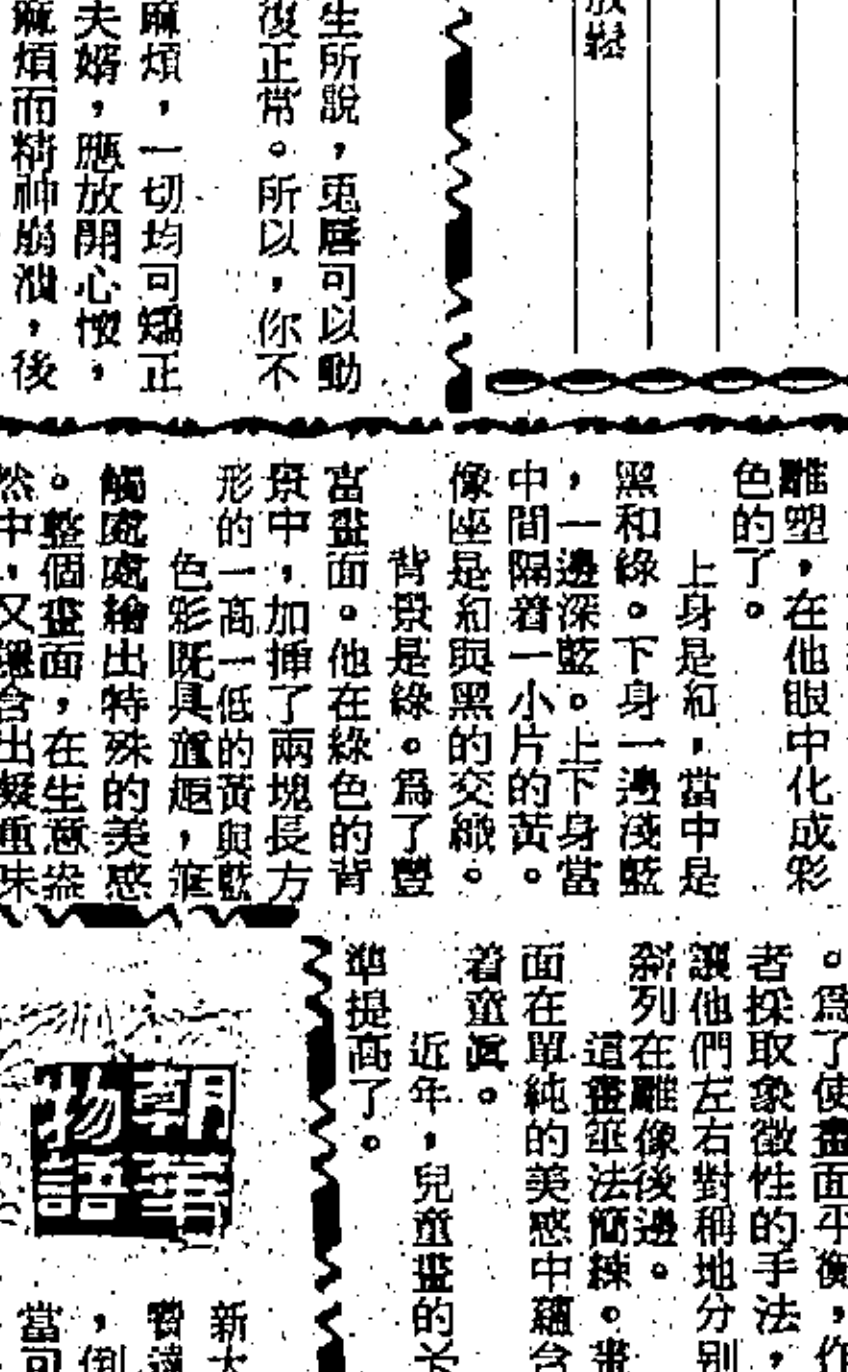 放鬆
生所說，兎唇可以動
復正常。所以，你不
麻煩，一切均可矯正
夫婿，應放開心懷，
麻煩而精神崩潰，後
雕塑，在他眼中化成彩
色的了。
上身是紅，當中是
黑和綠。下身一邊淺藍
，一邊深藍。上下身當
中間隔着一小片的黃。
像座是紅與黑的交織。
背景是綠。爲了豐
富畫面。他在綠色的背
景中，加揷了兩塊長方
形的一高一低的黃與藍
色彩既具童趣，筆
觸處處繪出特殊的美感
。整個畫面，在生意盎
然中，又蘊含出凝重味
。爲了使畫面平衡，作
者採取象徵性的手法，
讓他們左右對稱地分別
斜列在雕像後邊。
這畫筆法簡練。畫
面在單純的美感中蘊含
着童眞。
近年，兒童畫的水
準提高了。
朝華
物語
新大
，倒
當可